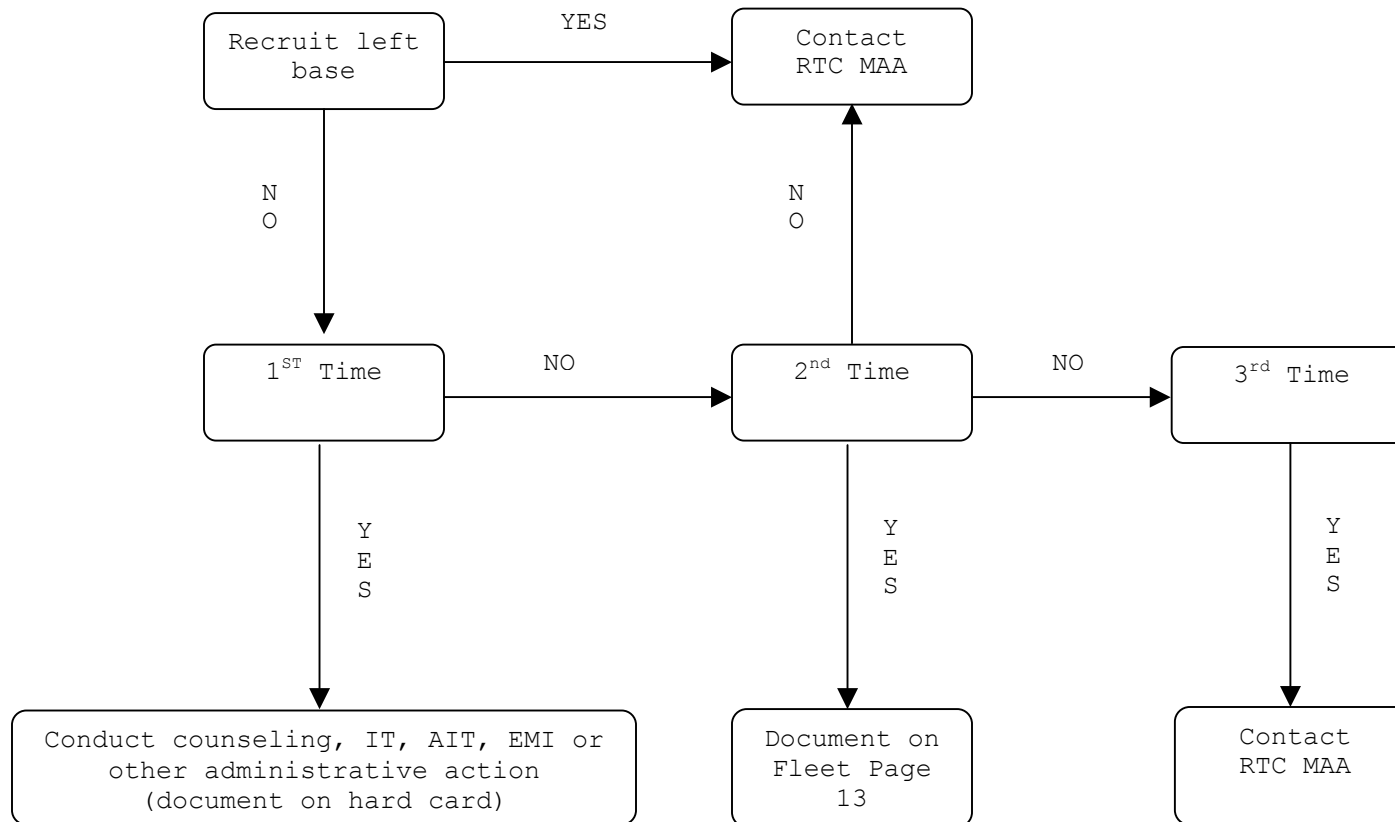 YES
Recruit left
base
Contact
RTC MAA
N
O
N
O
1ST Time
NO
2nd Time
NO
3rd Time
Y
E
S
Y
E
S
Y
E
S
Conduct counseling, IT, AIT, EMI or
other administrative action
(document on hard card)
Document on
Fleet Page
13
Contact
RTC MAA